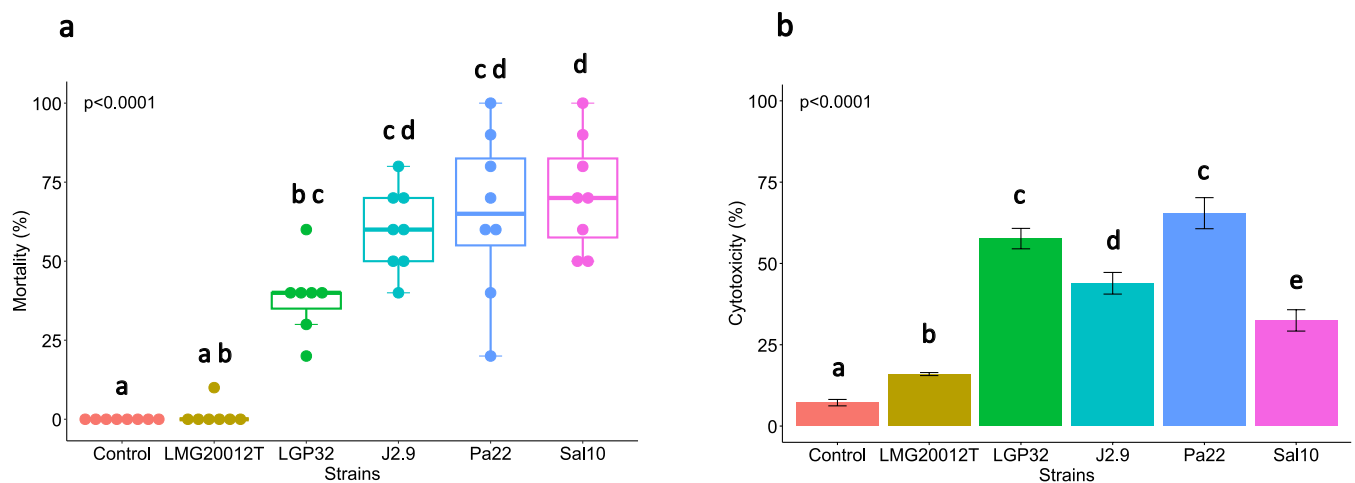 a
p<0.0001
Mortality (%)
100
75
50
25
0
a
a b
b c
c d
c d
d
Control
LMG20012T
LGP32
J2.9
Pa22
Sal10
Strains
b
p<0.0001
Cytotoxicity (%)
100
75
50
25
0
a
b
c
d
c
e
Control
LMG20012T
LGP32
J2.9
Pa22
Sal10
Strains